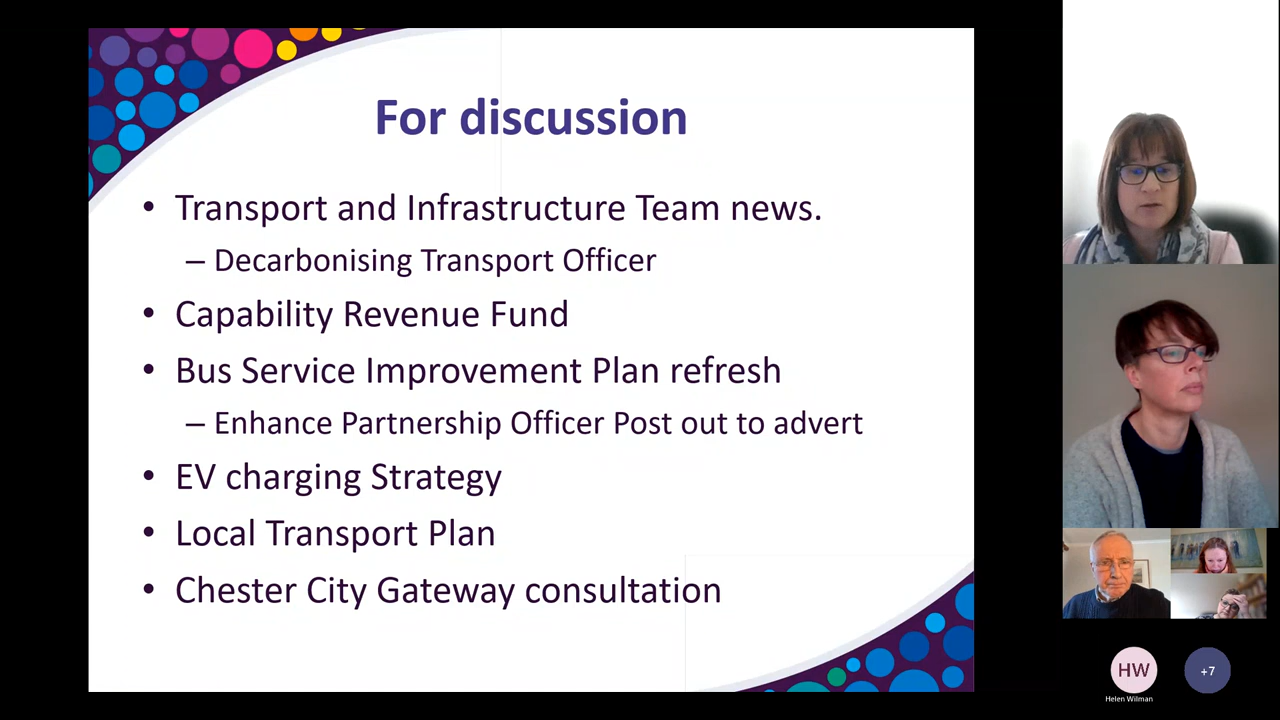 For discussion
• Transport and Infrastructure Team news.
– Decarbonising Transport Officer
• Capability Revenue Fund
• Bus Service Improvement Plan refresh
– Enhance Partnership Officer Post out to advert
• EV charging Strategy
• Local Transport Plan
• Chester City Gateway consultation
HW
+7
Helen Wilman